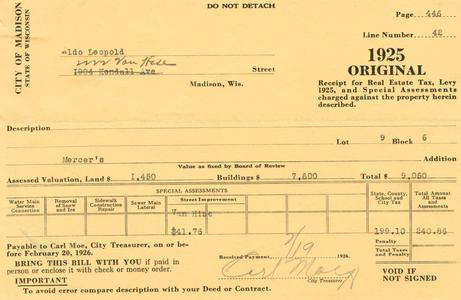 DO NOT DETACH
CITY OF MADISON
STATE OF WISCONSIN
Page 446
Line Number 42
1925
ORIGINAL
Receipt for Real Estate Tax, Levy
1925, and Special Assessments
charged against the property herein
described.
ldo Leopold
Van Hise
1904 Kendall Ave Street
Madison, Wis.
Description
Lot 9 Block 6
Mercer's Addition
Value as fixed by Board of Review
Assessed Valuation, Land $ 1,450 Buildings $ 7,600 Total $ 9,050
SPECIAL ASSESSMENTS
Water Main Service Connection
Removal of Snow and Ice
Sidewalk Construction Repair
Sewer Main Lateral
Street Improvement
State, County, School and City Tax
Total Amount All Taxes and Assessments
Van Hise
$41.76 199.10 240.86
Penalty
Total Taxes and Penalty
Payable to Carl Moe, City Treasurer, on or before February 20, 1926.
BRING THIS BILL WITH YOU if paid in
person or enclose it with check or money order.
IMPORTANT
To avoid error compare description with your Deed or Contract.
Received Payment, 2/19 1926.
Carl Moe
City Treasurer
VOID IF
NOT SIGNED